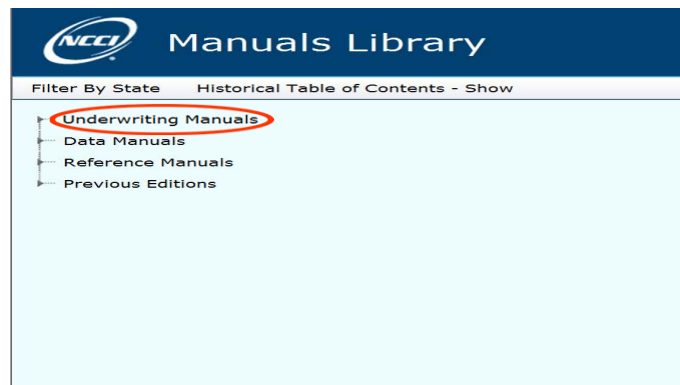 NCCI Manuals Library
Filter By State Historical Table of Contents - Show
Underwriting Manuals
Data Manuals
Reference Manuals
Previous Editions